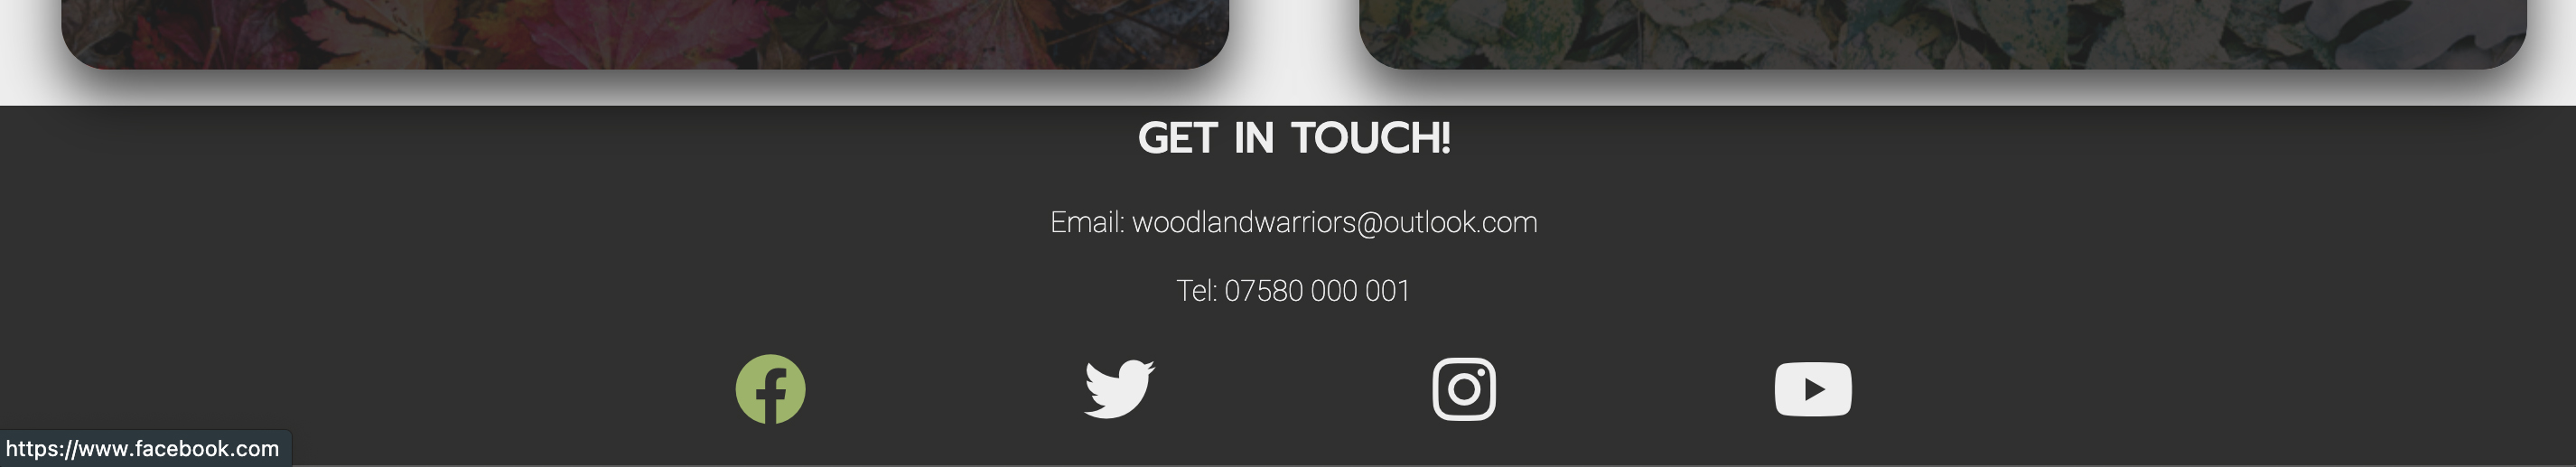 GET IN TOUCH!
Email: woodlandwarriors@outlook.com
Tel: 07580 000 001
https://www.facebook.com